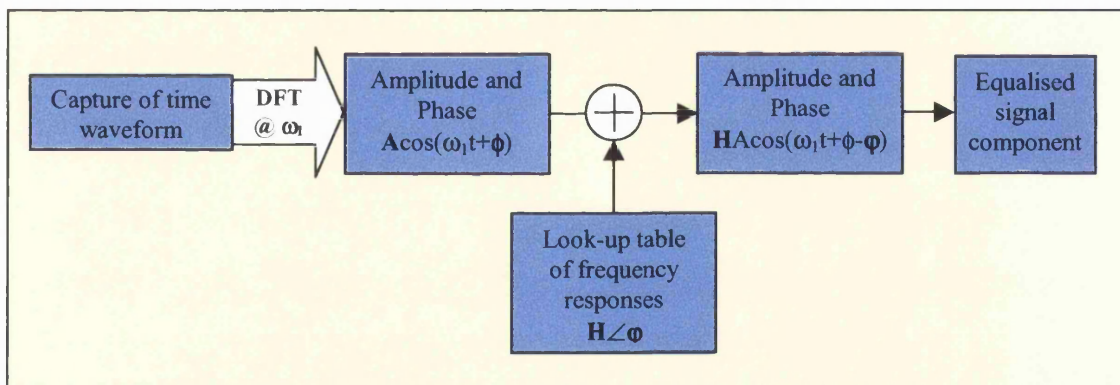 Capture of time
waveform
DFT
@ ω₁
Amplitude and
Phase
Acos(ω₁t+ϕ)
Amplitude and
Phase
HAcos(ω₁t+ϕ-φ)
Equalised
signal
component
Look-up table
of frequency
responses
H∠φ